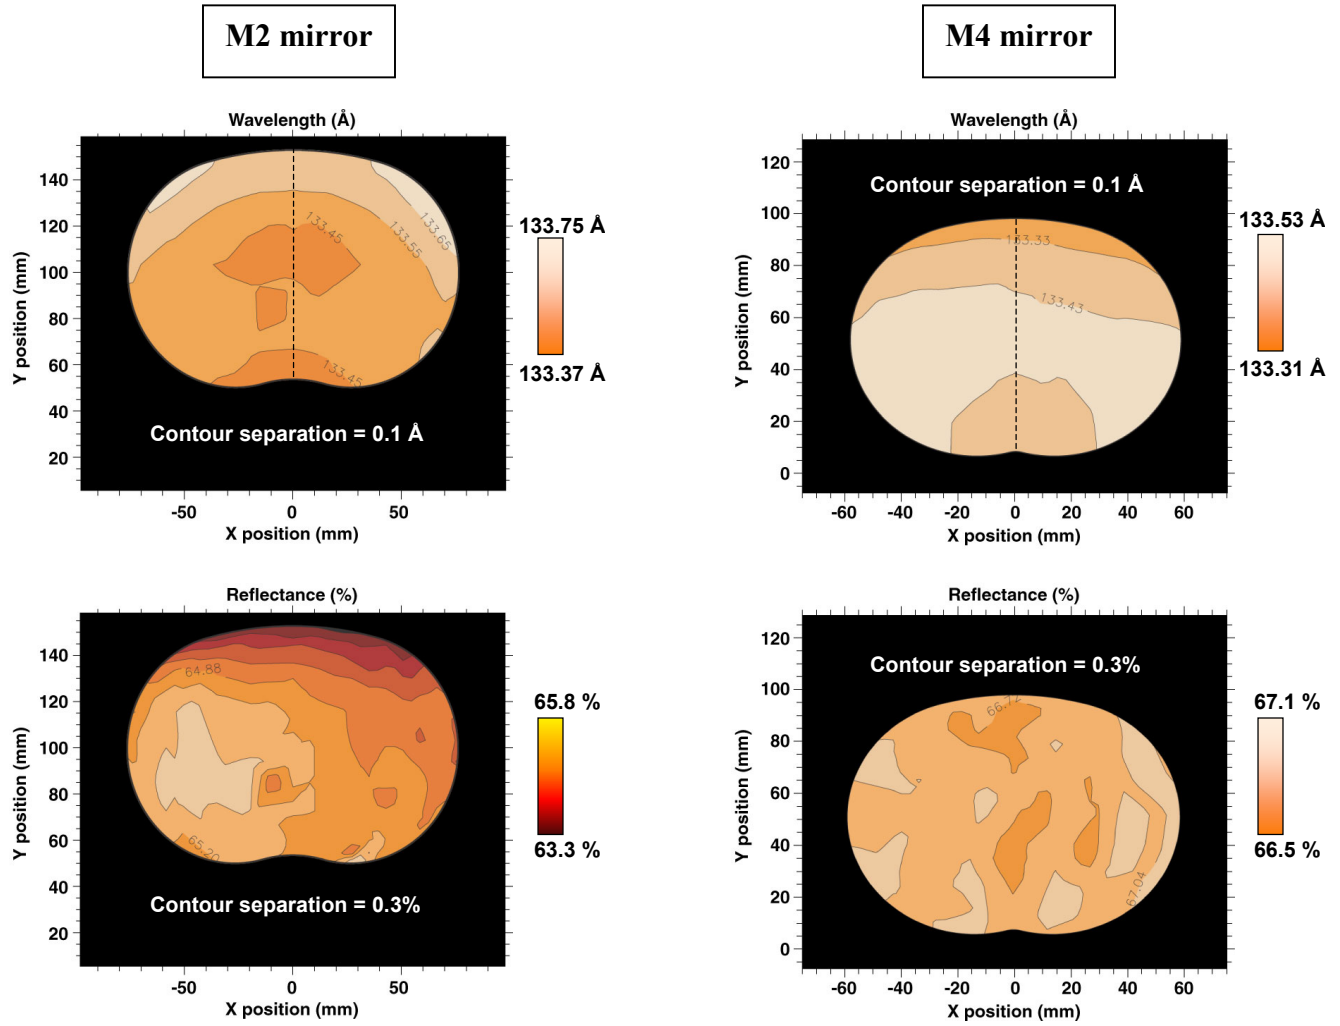 M2 mirror
M4 mirror
Wavelength (Å)
140
120
100
80
60
40
20
Y position (mm)
133.45
133.55
133.65
133.45
Contour separation = 0.1 Å
-50
0
50
X position (mm)
133.75 Å
133.37 Å
Wavelength (Å)
120
100
80
60
40
20
0
Y position (mm)
Contour separation = 0.1 Å
133.33
133.43
-60
-40
-20
0
20
40
60
X position (mm)
133.53 Å
133.31 Å
Reflectance (%)
140
120
100
80
60
40
20
Y position (mm)
64.88
65.20
Contour separation = 0.3%
-50
0
50
X position (mm)
65.8 %
63.3 %
Reflectance (%)
120
100
80
60
40
20
0
Y position (mm)
Contour separation = 0.3%
66.72
67.04
-60
-40
-20
0
20
40
60
X position (mm)
67.1 %
66.5 %